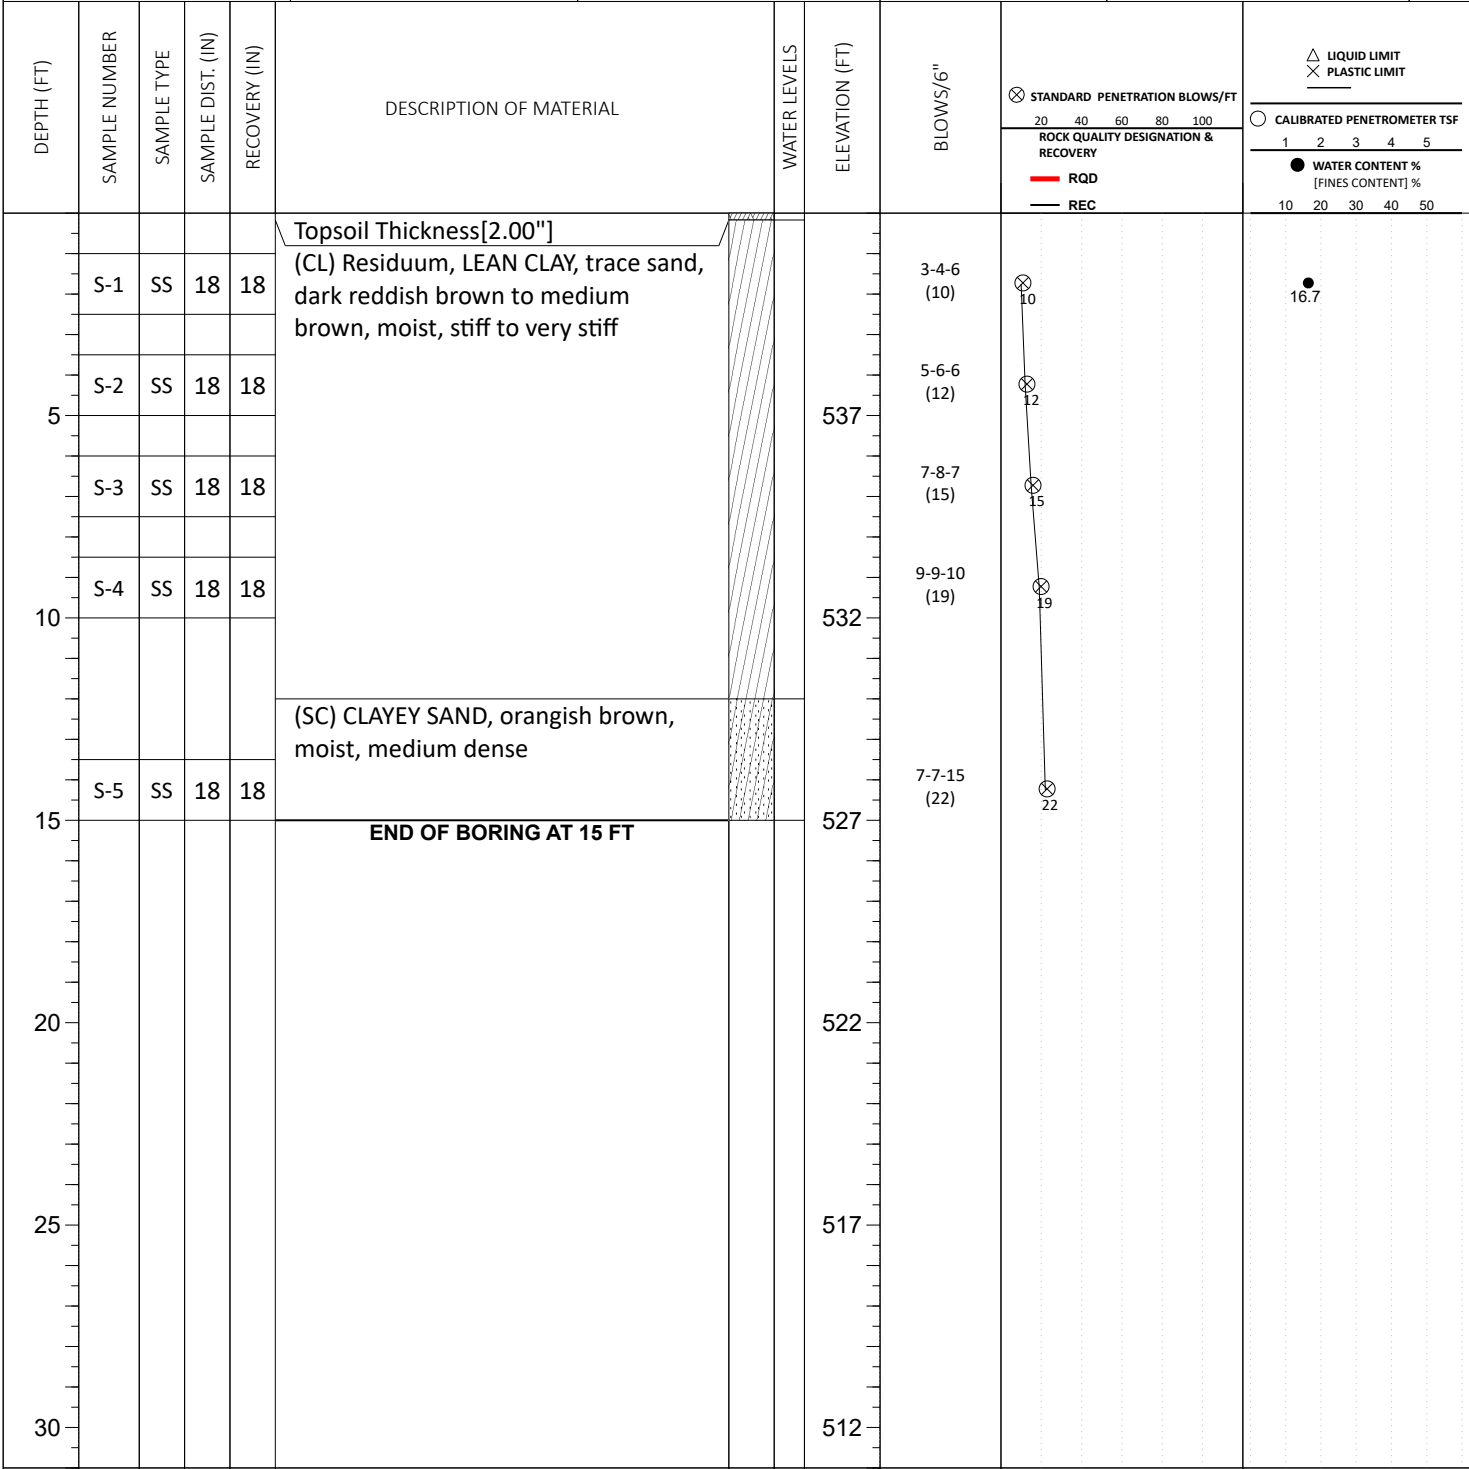 DEPTH (FT)
SAMPLE NUMBER
SAMPLE TYPE
SAMPLE DIST. (IN)
RECOVERY (IN)
DESCRIPTION OF MATERIAL
WATER LEVELS
ELEVATION (FT)
BLOWS/6"
STANDARD PENETRATION BLOWS/FT
20 40 60 80 100
ROCK QUALITY DESIGNATION &
RECOVERY
RQD
REC
LIQUID LIMIT
PLASTIC LIMIT
CALIBRATED PENETROMETER TSF
1 2 3 4 5
WATER CONTENT %
[FINES CONTENT] %
10 20 30 40 50
Topsoil Thickness[2.00"]
(CL) Residuum, LEAN CLAY, trace sand,
dark reddish brown to medium
brown, moist, stiff to very stiff
S-1 SS 18 18
3-4-6
(10)
10
16.7
S-2 SS 18 18
5-6-6
(12)
12
5
537
S-3 SS 18 18
7-8-7
(15)
15
S-4 SS 18 18
9-9-10
(19)
19
10
532
(SC) CLAYEY SAND, orangish brown,
moist, medium dense
S-5 SS 18 18
7-7-15
(22)
22
15
527
END OF BORING AT 15 FT
20
522
25
517
30
512